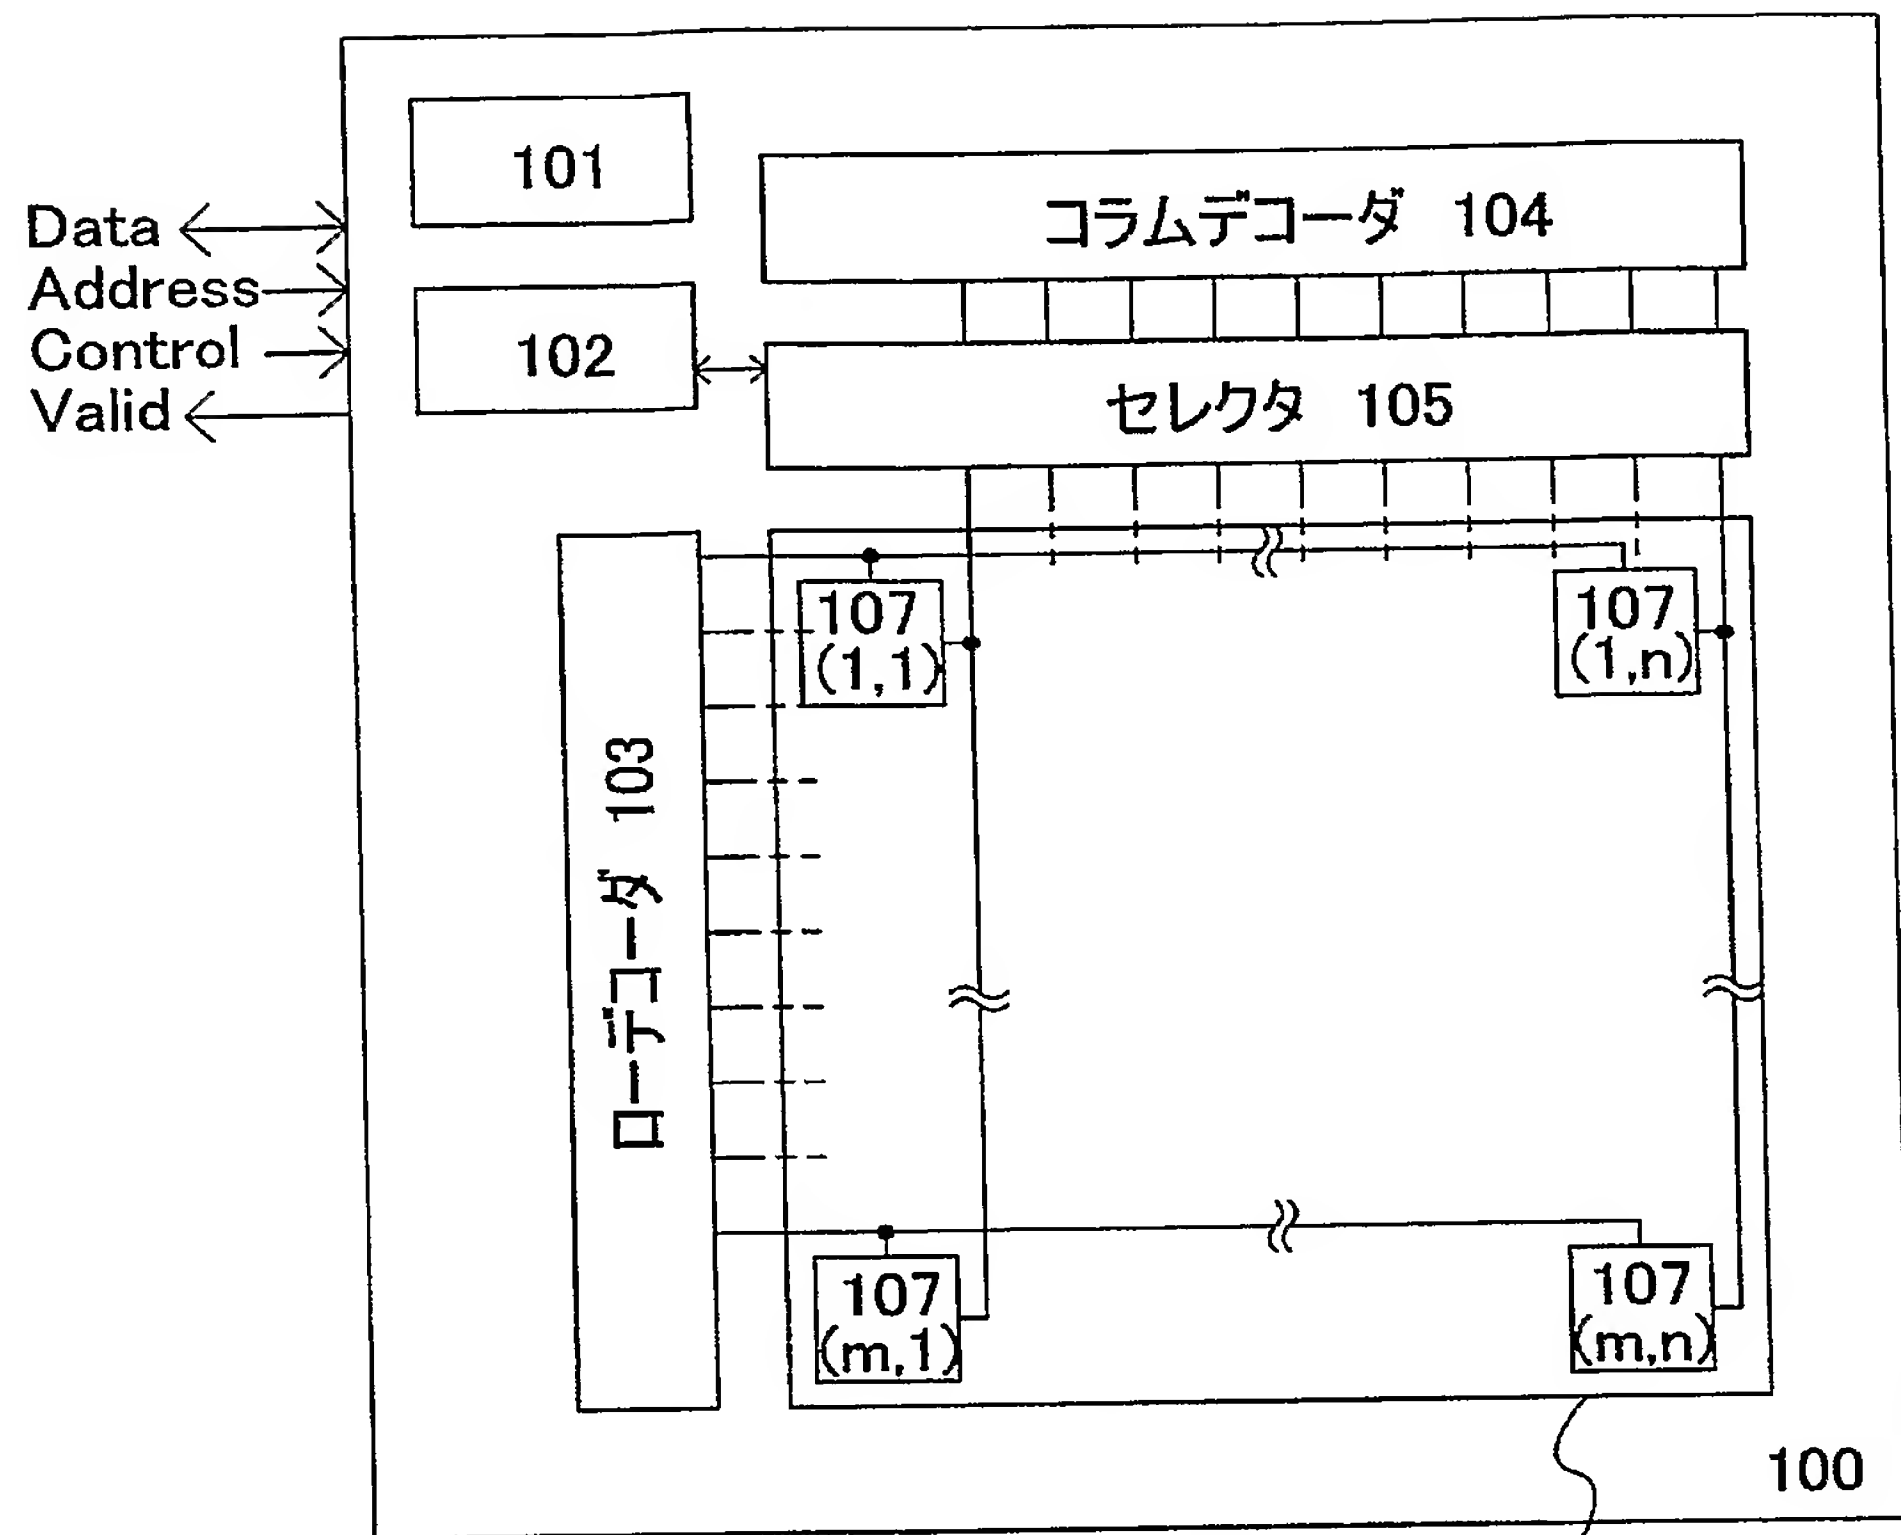 101
コラムデコーダ 104
Data
Address
Control
Valid
102
セレクタ 105
107
(1,1)
107
(1,n)
ローデコーダ 103
107
(m,1)
107
(m,n)
100